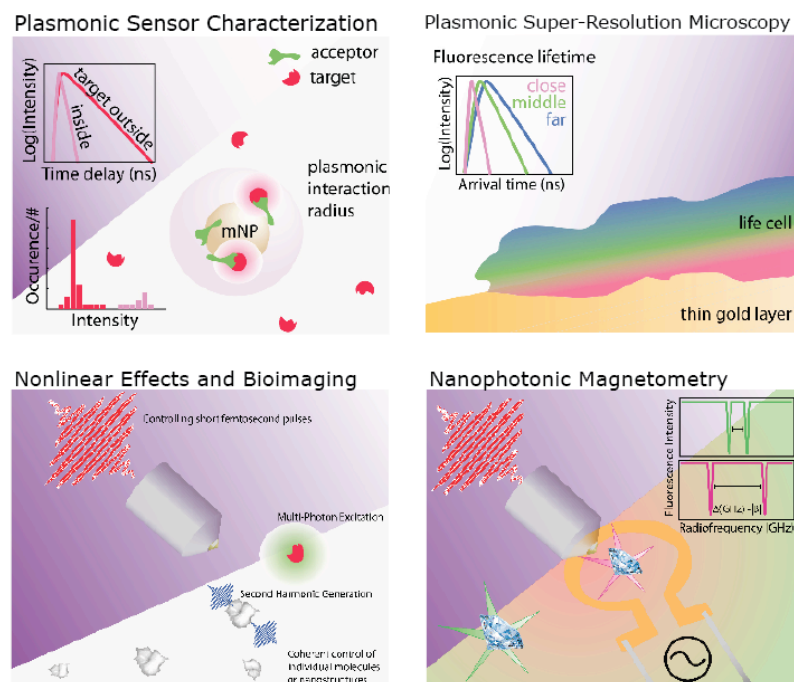 Plasmonic Sensor Characterization
acceptor
target
Log(Intensity)
target outside
inside
Time delay (ns)
plasmonic
interaction
radius
mNP
Occurence/#
Intensity
Plasmonic Super-Resolution Microscopy
Fluorescence lifetime
close
middle
far
Log(Intensity)
Arrival time (ns)
life cell
thin gold layer
Nonlinear Effects and Bioimaging
Controlling short femtosecond pulses
Multi-Photon Excitation
Second Harmonic Generation
Coherent control of
individual molecules
or nanostructures
Nanophotonic Magnetometry
Fluorescence Intensity
Δ(GHz) ~|B|
Radiofrequency (GHz)